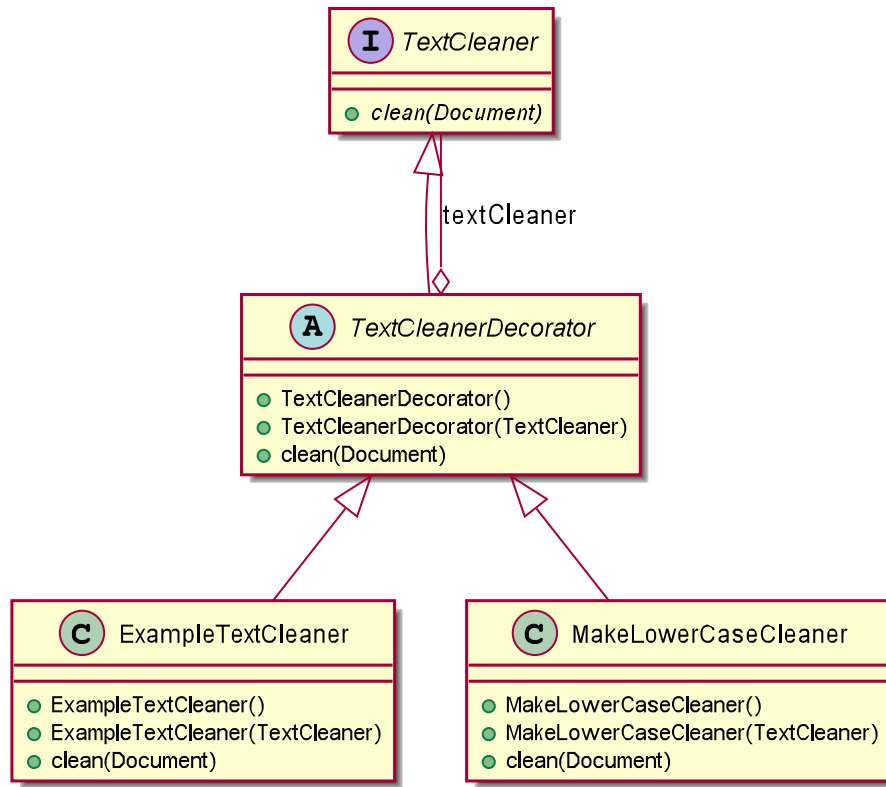 I TextCleaner
clean(Document)
textCleaner
A TextCleanerDecorator
TextCleanerDecorator()
TextCleanerDecorator(TextCleaner)
clean(Document)
C ExampleTextCleaner
ExampleTextCleaner()
ExampleTextCleaner(TextCleaner)
clean(Document)
C MakeLowerCaseCleaner
MakeLowerCaseCleaner()
MakeLowerCaseCleaner(TextCleaner)
clean(Document)